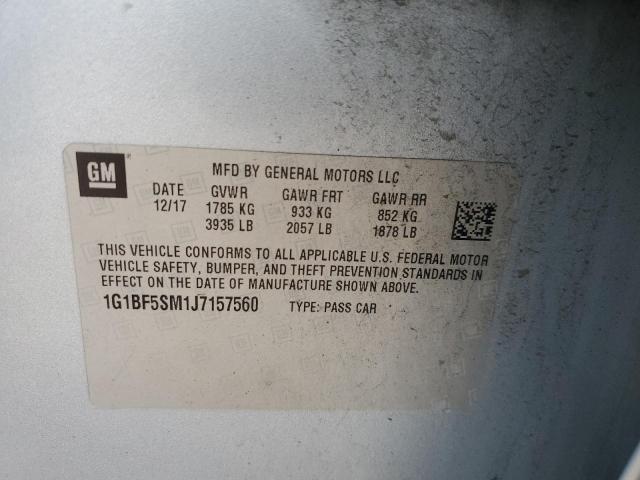 GM
MFD BY GENERAL MOTORS LLC
DATE GVWR GAWR FRT GAWR RR
12/17 1785 KG 933 KG 852 KG
3935 LB 2057 LB 1878 LB
THIS VEHICLE CONFORMS TO ALL APPLICABLE U.S. FEDERAL MOTOR
VEHICLE SAFETY, BUMPER, AND THEFT PREVENTION STANDARDS IN
EFFECT ON THE DATE OF MANUFACTURE SHOWN ABOVE.
1G1BF5SM1J7157560 TYPE: PASS CAR